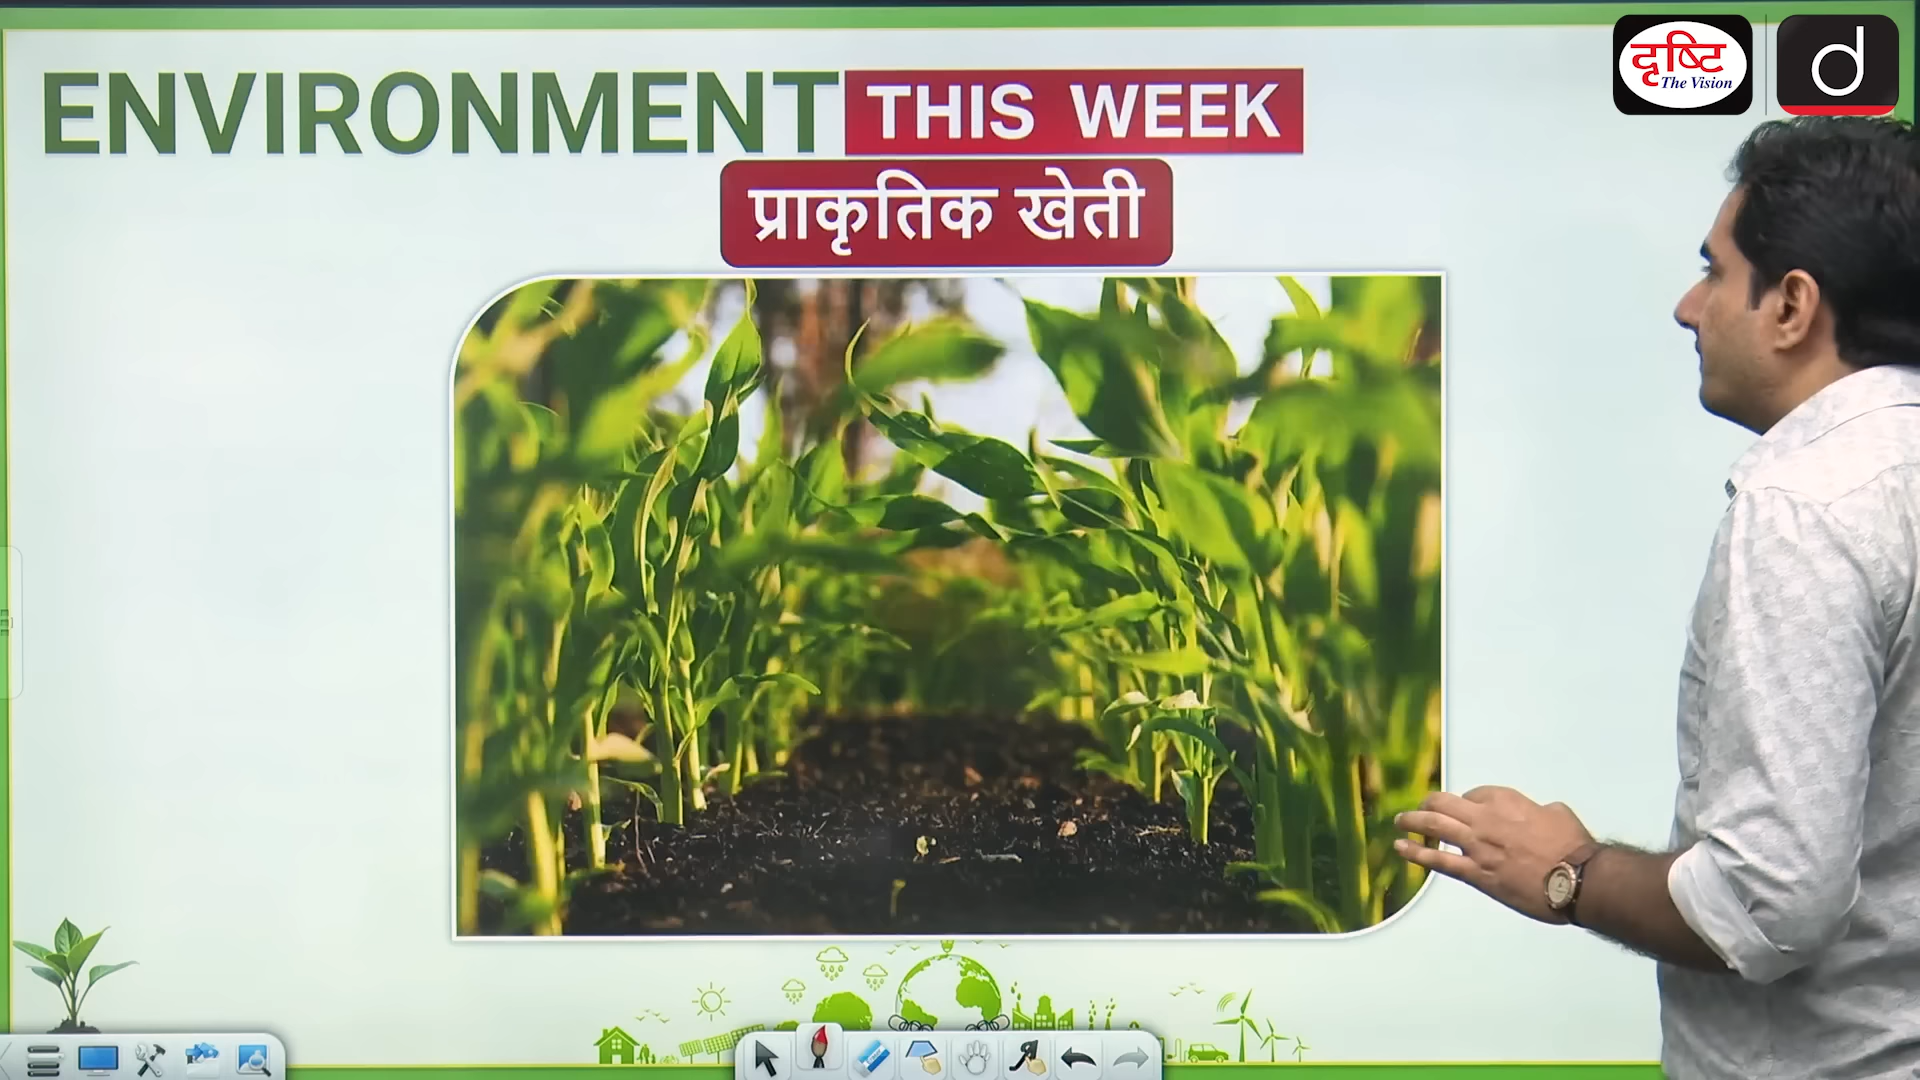 ENVIRONMENT THIS WEEK
प्राकृतिक खेती
दृष्टि
The Vision
d